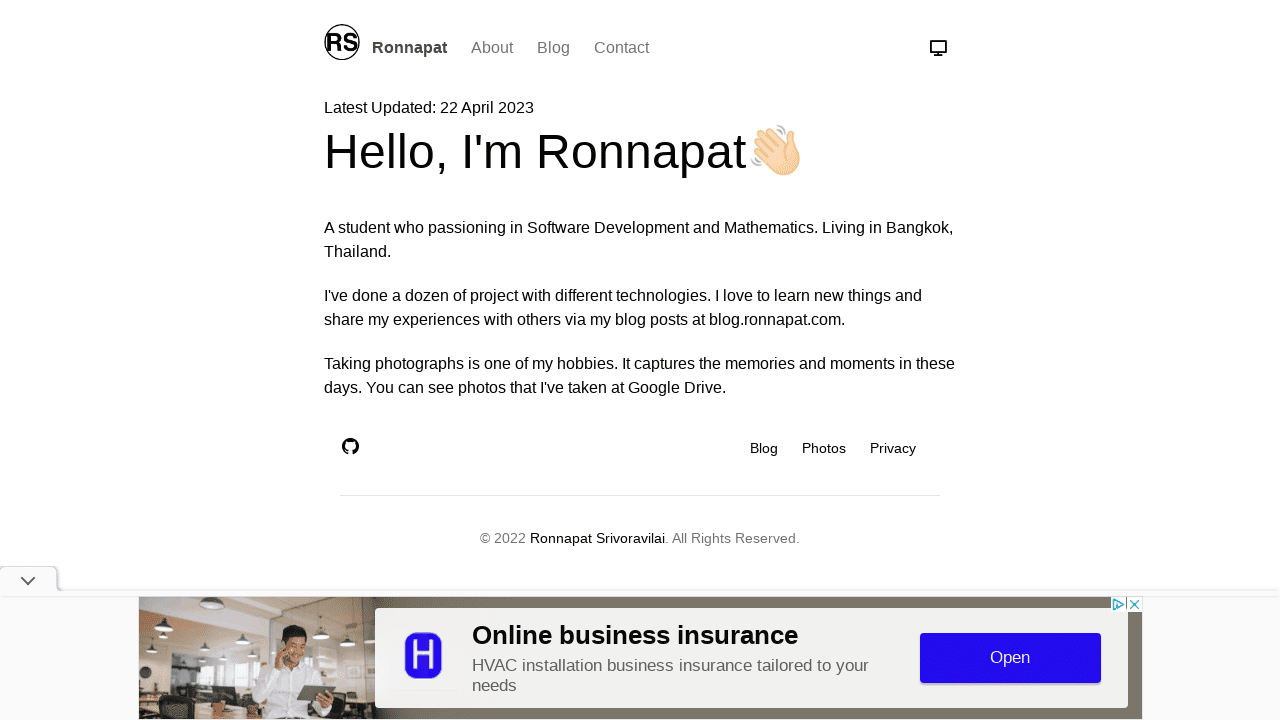 RS
Ronnapat About Blog Contact
Latest Updated: 22 April 2023
Hello, I'm Ronnapat👋🏻
A student who passioning in Software Development and Mathematics. Living in Bangkok,
Thailand.
I've done a dozen of project with different technologies. I love to learn new things and
share my experiences with others via my blog posts at blog.ronnapat.com.
Taking photographs is one of my hobbies. It captures the memories and moments in these
days. You can see photos that I've taken at Google Drive.
Blog Photos Privacy
© 2022 Ronnapat Srivoravilai. All Rights Reserved.
H
Online business insurance
HVAC installation business insurance tailored to your
needs
Open